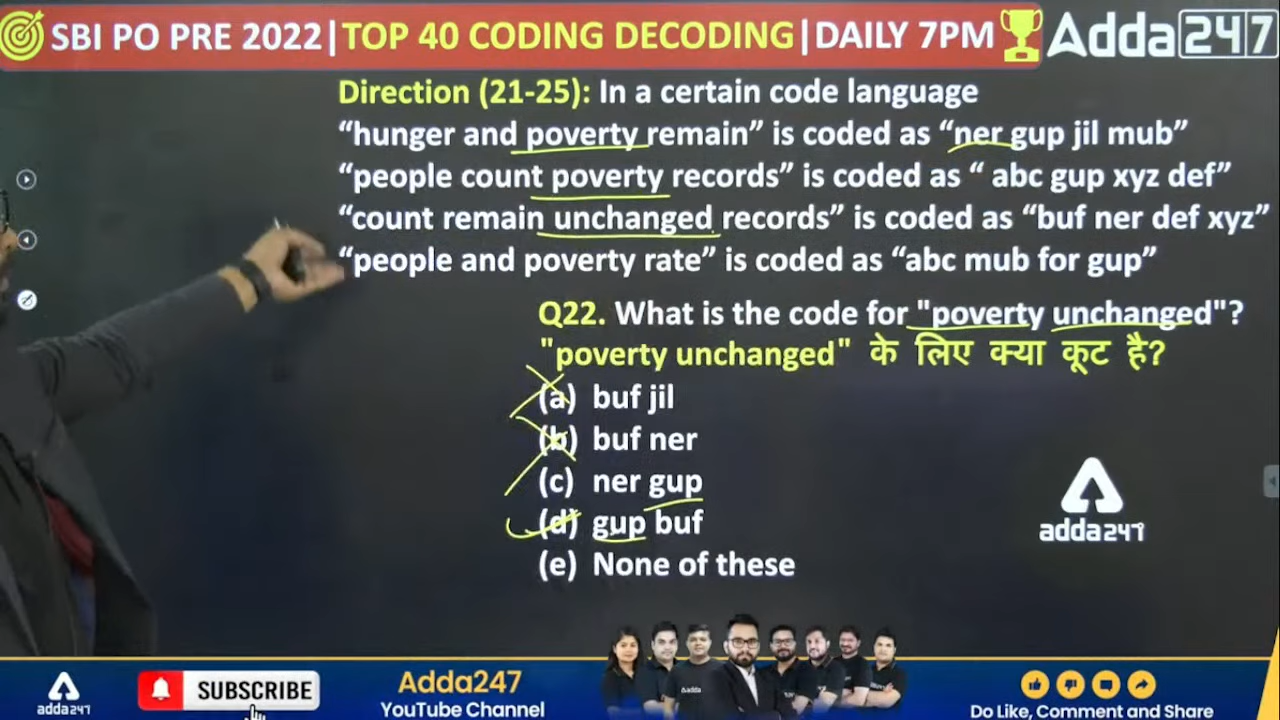 SBI PO PRE 2022|TOP 40 CODING DECODING|DAILY 7PM Adda247
Direction (21-25): In a certain code language
“hunger and poverty remain” is coded as “ner gup jil mub”
“people count poverty records” is coded as “ abc gup xyz def”
“count remain unchanged records” is coded as “buf ner def xyz”
“people and poverty rate” is coded as “abc mub for gup”
Q22. What is the code for "poverty unchanged"?
"poverty unchanged" के लिए क्या कूट है?
(a) buf jil
(b) buf ner
(c) ner gup
(d) gup buf
(e) None of these
adda247
adda247
SUBSCRIBE
Adda247
YouTube Channel
Do Like, Comment and Share